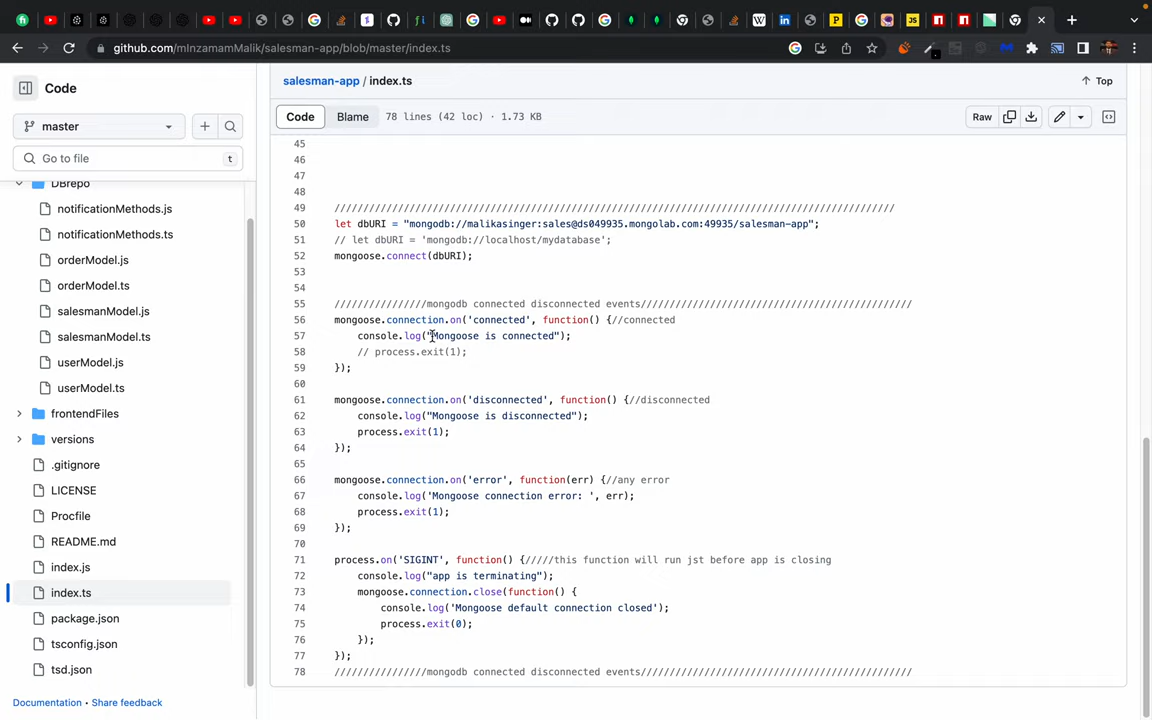 github.com/mInzamamMalik/salesman-app/blob/master/index.ts
Code
master
Go to file
t
DBrepo
notificationMethods.js
notificationMethods.ts
orderModel.js
orderModel.ts
salesmanModel.js
salesmanModel.ts
userModel.js
userModel.ts
frontendFiles
versions
.gitignore
LICENSE
Procfile
README.md
index.js
index.ts
package.json
tsconfig.json
tsd.json
Documentation • Share feedback
salesman-app / index.ts
Top
Code
Blame
78 lines (42 loc) · 1.73 KB
Raw
45
46
47
48
49 /////////////////////////////////////////////////////////////////////////////////////////////////
50 let dbURI = "mongodb://malikasinger:sales@ds049935.mongolab.com:49935/salesman-app";
51 // let dbURI = 'mongodb://localhost/mydatabase';
52 mongoose.connect(dbURI);
53
54
55 ////////////////mongodb connected disconnected events///////////////////////////////////////////////
56 mongoose.connection.on('connected', function() {//connected
57 console.log("Mongoose is connected");
58 // process.exit(1);
59 });
60
61 mongoose.connection.on('disconnected', function() {//disconnected
62 console.log("Mongoose is disconnected");
63 process.exit(1);
64 });
65
66 mongoose.connection.on('error', function(err) {//any error
67 console.log('Mongoose connection error: ', err);
68 process.exit(1);
69 });
70
71 process.on('SIGINT', function() {/////this function will run jst before app is closing
72 console.log("app is terminating");
73 mongoose.connection.close(function() {
74 console.log('Mongoose default connection closed');
75 process.exit(0);
76 });
77 });
78 ////////////////mongodb connected disconnected events///////////////////////////////////////////////